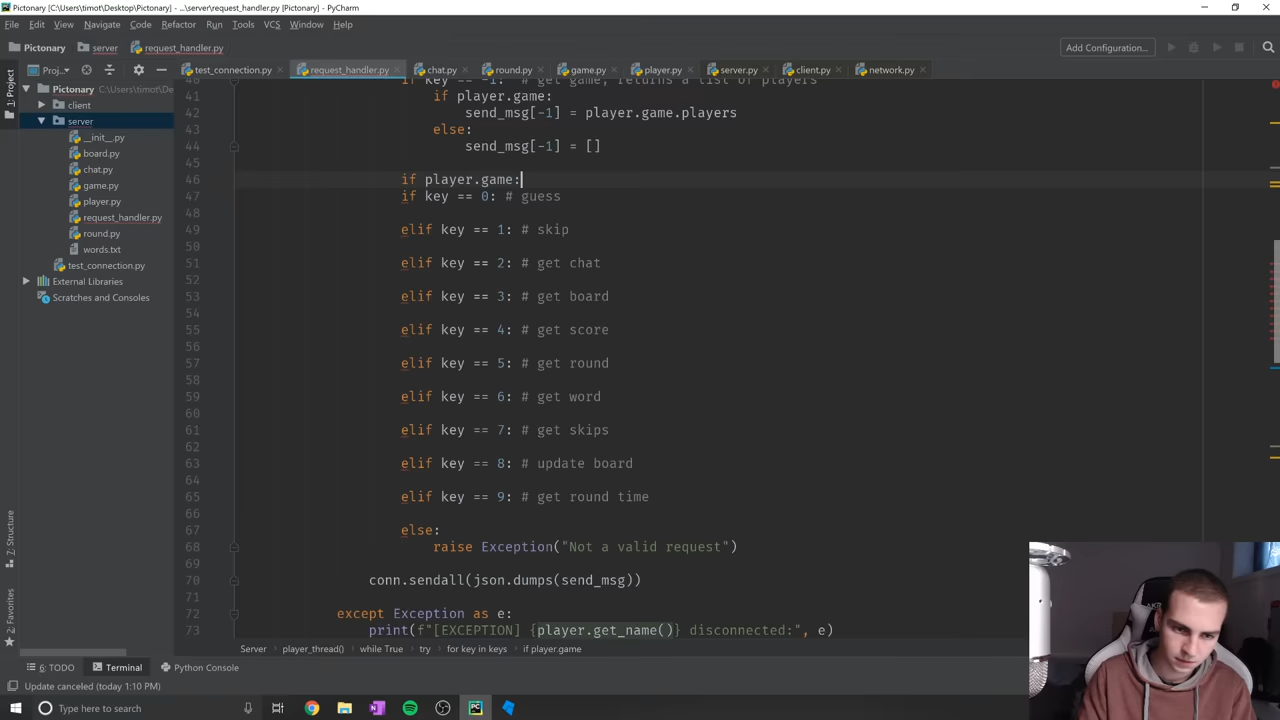 Pictonary [C:\Users\timot\Desktop\Pictonary] - ...\server\request_handler.py [Pictonary] - PyCharm
File Edit View Navigate Code Refactor Run Tools VCS Window Help
Pictonary server request_handler.py Add Configuration...
Proj... test_connection.py request_handler.py chat.py round.py game.py player.py server.py client.py network.py
1: Project
Pictonary C:\Users\timot\Desktop\Pictonary
client
server
__init__.py
board.py
chat.py
game.py
player.py
request_handler.py
round.py
words.txt
test_connection.py
External Libraries
Scratches and Consoles
if key == -1: # get game, returns a list of players
41 if player.game:
42 send_msg[-1] = player.game.players
43 else:
44 send_msg[-1] = []
45
46 if player.game:
47 if key == 0: # guess
48
49 elif key == 1: # skip
50
51 elif key == 2: # get chat
52
53 elif key == 3: # get board
54
55 elif key == 4: # get score
56
57 elif key == 5: # get round
58
59 elif key == 6: # get word
60
61 elif key == 7: # get skips
62
63 elif key == 8: # update board
64
65 elif key == 9: # get round time
66
67 else:
68 raise Exception("Not a valid request")
69
70 conn.sendall(json.dumps(send_msg))
71
72 except Exception as e:
73 print(f"[EXCEPTION] {player.get_name()} disconnected:", e)
Server player_thread() while True try for key in keys if player.game
7: Structure
2: Favorites
6: TODO Terminal Python Console
Update canceled (today 1:10 PM)
Type here to search